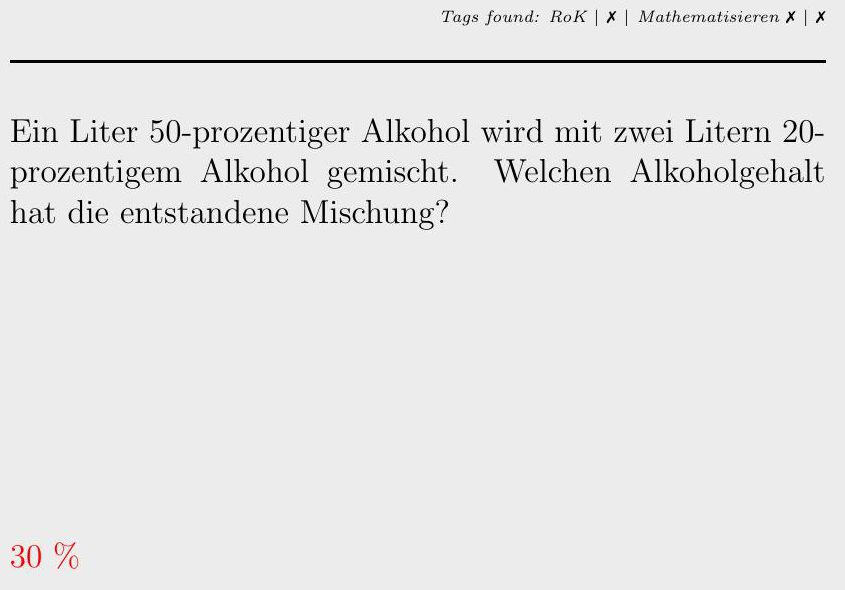 Tags found: RoK | ✗ | Mathematisieren ✗ | ✗
Ein Liter 50-prozentiger Alkohol wird mit zwei Litern 20-
prozentigem Alkohol gemischt. Welchen Alkoholgehalt
hat die entstandene Mischung?
30 %